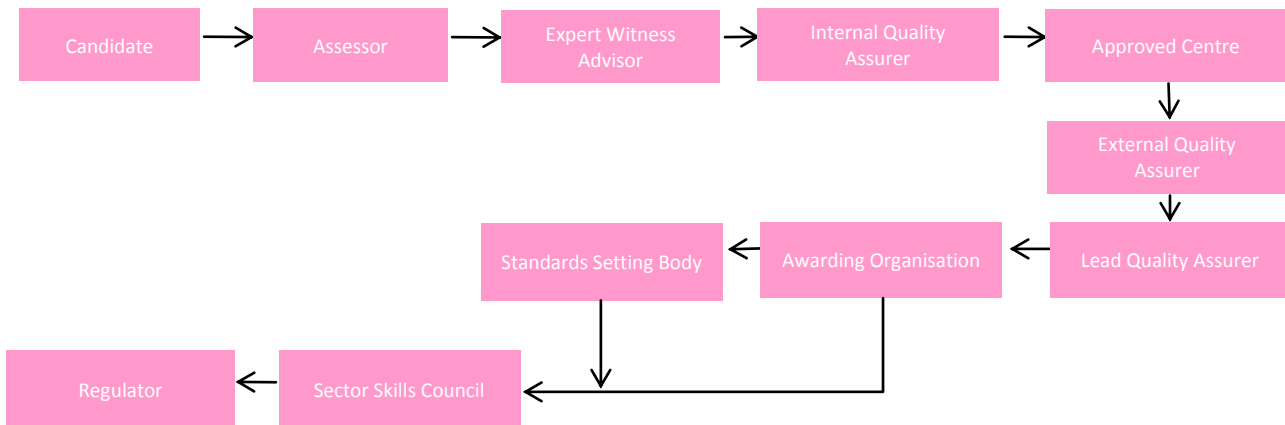 Candidate
Assessor
Expert Witness
Advisor
Internal Quality
Assurer
Approved Centre
External Quality
Assurer
Standards Setting Body
Awarding Organisation
Lead Quality Assurer
Regulator
Sector Skills Council